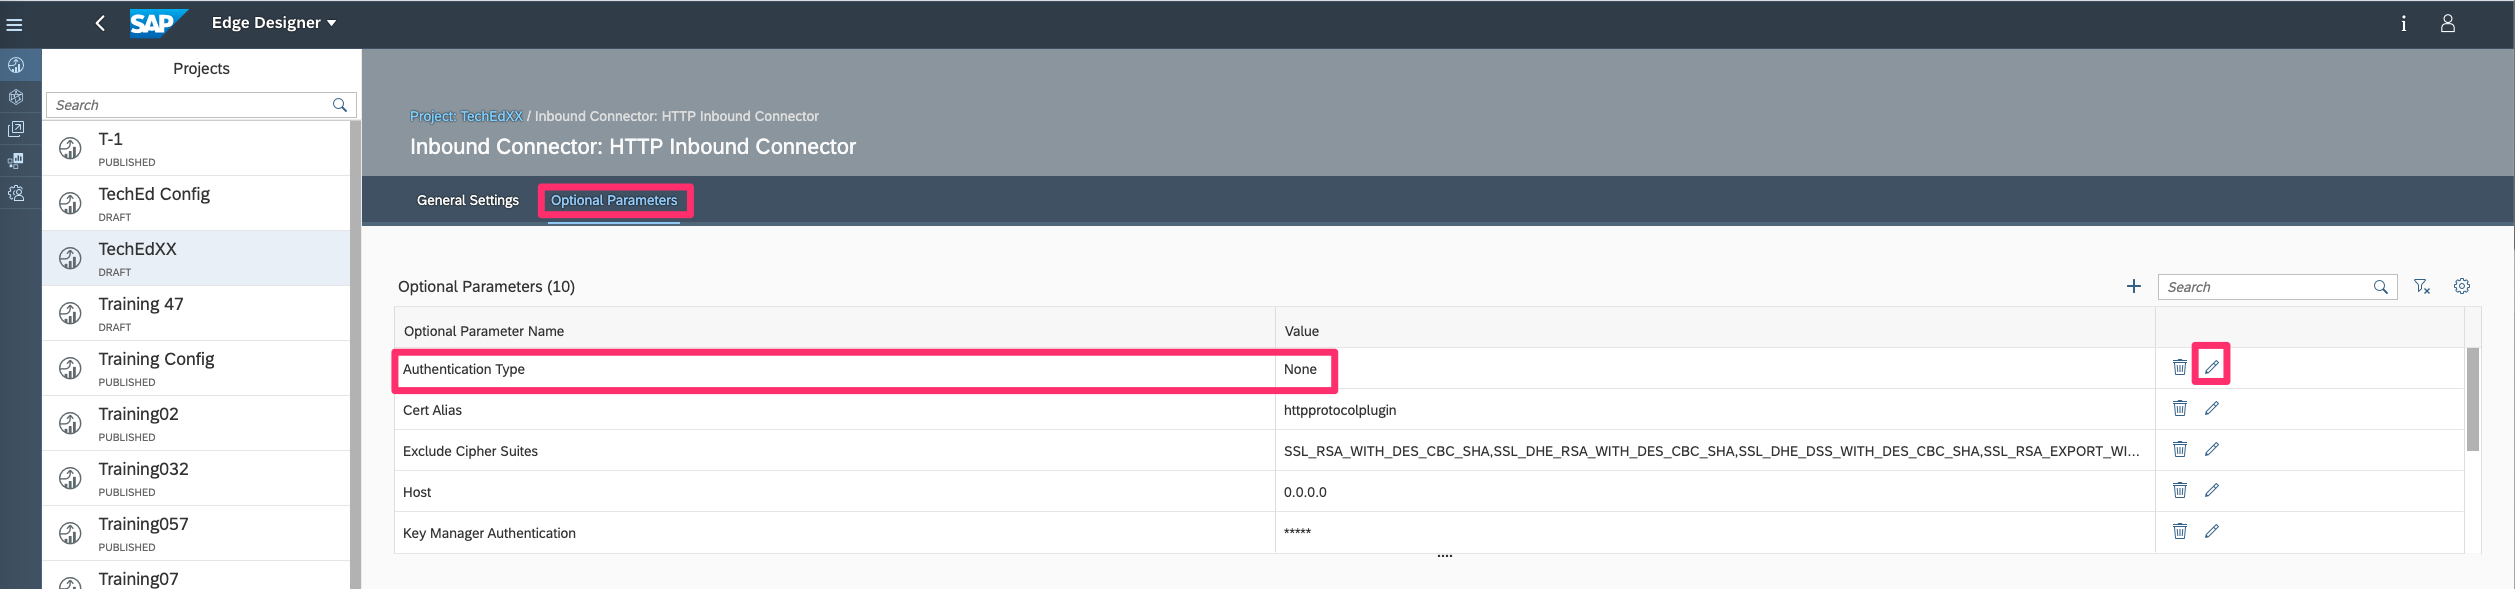 SAP Edge Designer
Projects
Search
T-1
PUBLISHED
TechEd Config
DRAFT
TechEdXX
DRAFT
Training 47
DRAFT
Training Config
PUBLISHED
Training02
PUBLISHED
Training032
PUBLISHED
Training057
PUBLISHED
Training07
Project: TechEdXX / Inbound Connector: HTTP Inbound Connector
Inbound Connector: HTTP Inbound Connector
General Settings Optional Parameters
Optional Parameters (10)
Search
Optional Parameter Name Value
Authentication Type None
Cert Alias httpprotocolplugin
Exclude Cipher Suites SSL_RSA_WITH_DES_CBC_SHA,SSL_DHE_RSA_WITH_DES_CBC_SHA,SSL_DHE_DSS_WITH_DES_CBC_SHA,SSL_RSA_EXPORT_WI...
Host 0.0.0.0
Key Manager Authentication *****